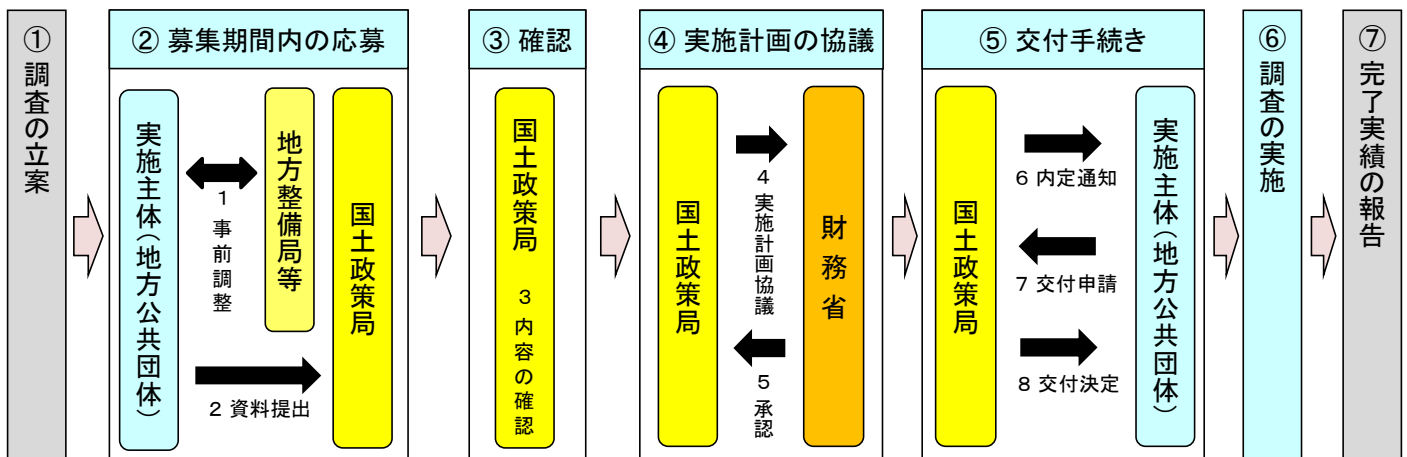 ① 調査の立案
② 募集期間内の応募
実施主体（地方公共団体）
1 事前調整
地方整備局等
国土政策局
2 資料提出
③ 確認
国土政策局
3 内容の確認
④ 実施計画の協議
国土政策局
4 実施計画協議
5 承認
財務省
⑤ 交付手続き
国土政策局
6 内定通知
7 交付申請
8 交付決定
実施主体（地方公共団体）
⑥ 調査の実施
⑦ 完了実績の報告